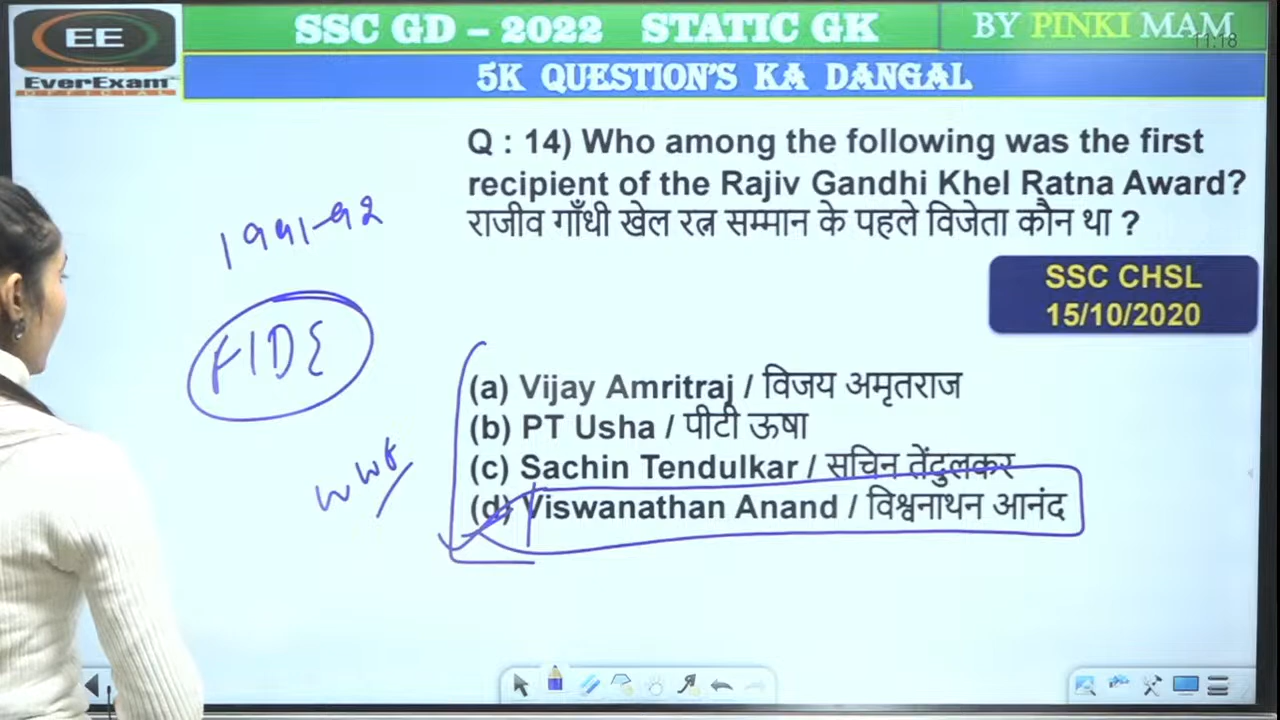 EE
EverExam
OFFICIAL
SSC GD – 2022 STATIC GK
BY PINKI MAM
11:18
5K QUESTION'S KA DANGAL
Q : 14) Who among the following was the first
recipient of the Rajiv Gandhi Khel Ratna Award?
राजीव गाँधी खेल रत्न सम्मान के पहले विजेता कौन था ?
1991-92
SSC CHSL
15/10/2020
FIDE
(a) Vijay Amritraj / विजय अमृतराज
(b) PT Usha / पीटी ऊषा
(c) Sachin Tendulkar / सचिन तेंदुलकर
(d) Viswanathan Anand / विश्वनाथन आनंद